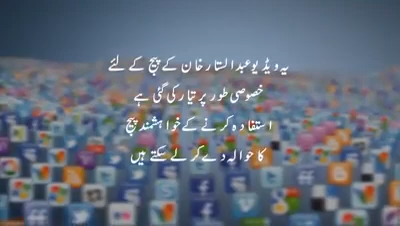 یہ ویڈیو عبدالستار خان کے پیج کے لئے
خصوصی طور پر تیار کی گئی ہے
استفادہ کرنے کے خواہشمند پیج
کا حوالہ دے کر لے سکتے ہیں